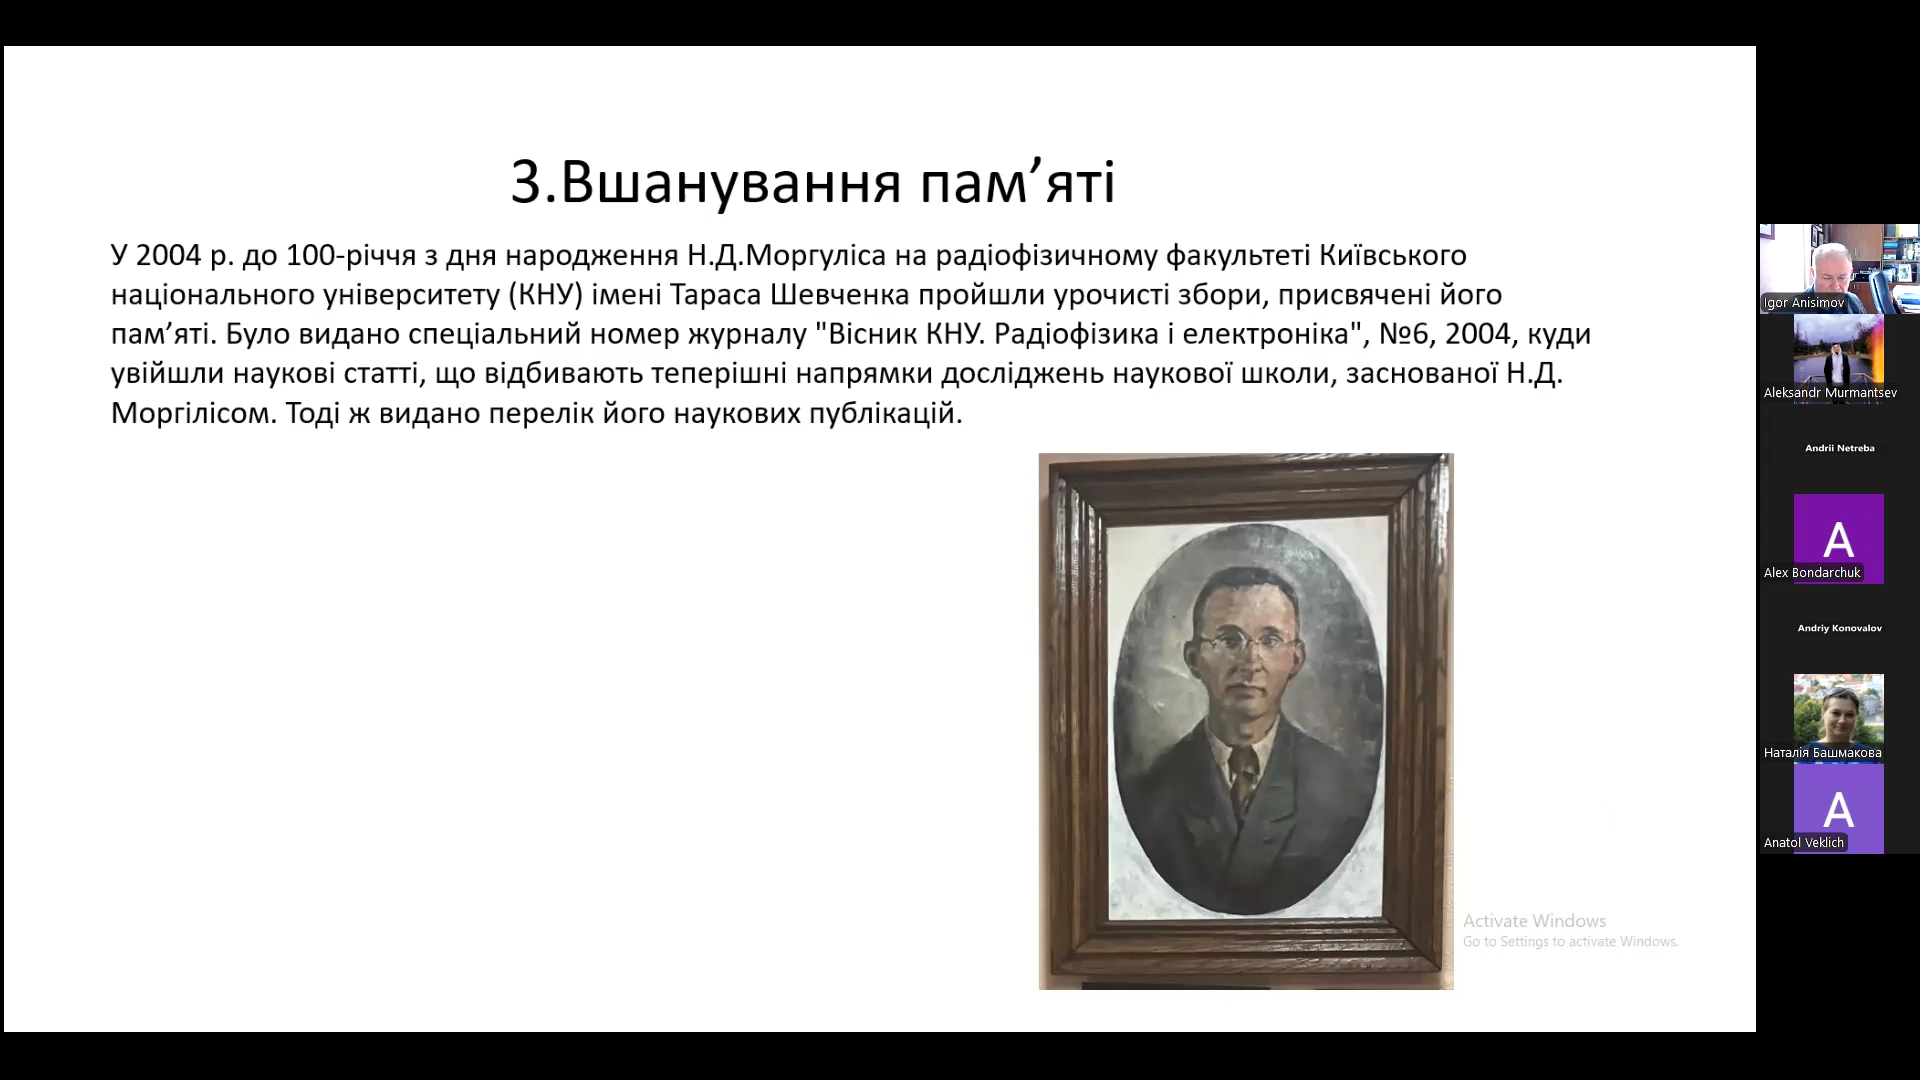 3.Вшанування пам’яті
У 2004 р. до 100-річчя з дня народження Н.Д.Моргуліса на радіофізичному факультеті Київського
національного університету (КНУ) імені Тараса Шевченка пройшли урочисті збори, присвячені його
пам’яті. Було видано спеціальний номер журналу "Вісник КНУ. Радіофізика і електроніка", №6, 2004, куди
увійшли наукові статті, що відбивають теперішні напрямки досліджень наукової школи, заснованої Н.Д.
Моргілісом. Тоді ж видано перелік його наукових публікацій.
Activate Windows
Go to Settings to activate Windows.
Igor Anisimov
Aleksandr Murmantsev
Andrii Netreba
A
Alex Bondarchuk
Andriy Konovalov
Наталія Башмакова
A
Anatol Veklich